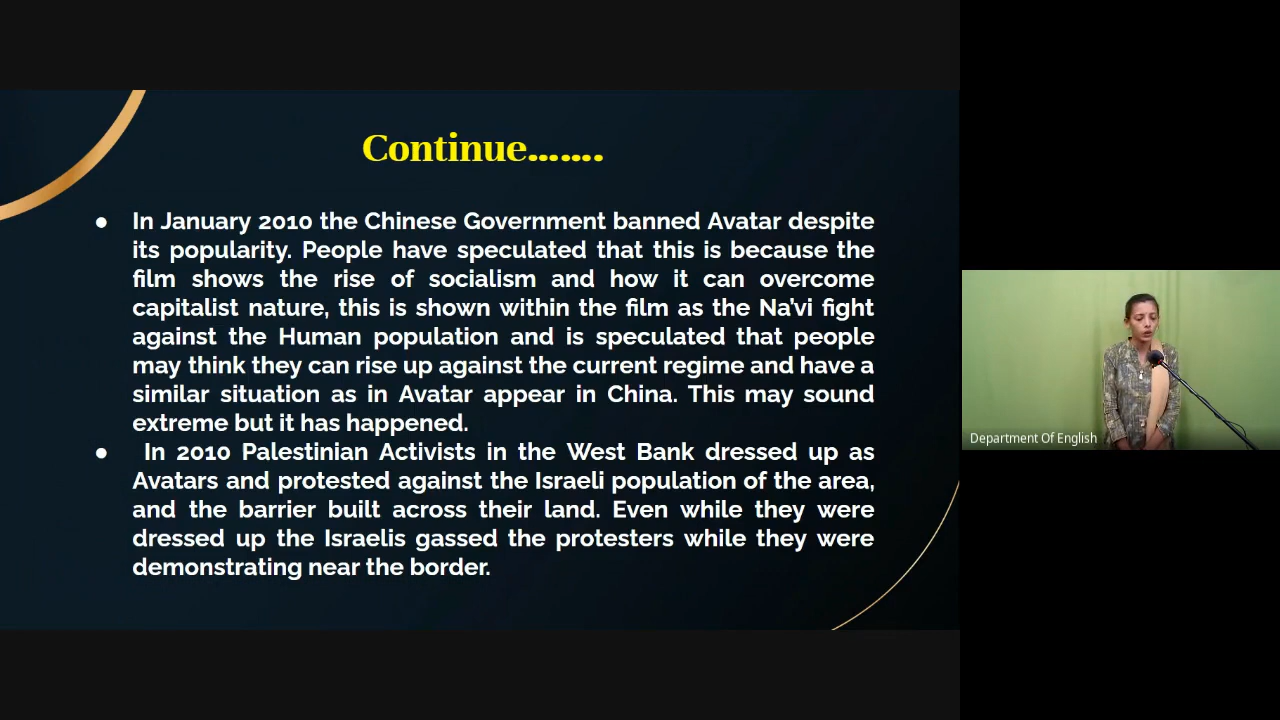 Continue.......
● In January 2010 the Chinese Government banned Avatar despite
its popularity. People have speculated that this is because the
film shows the rise of socialism and how it can overcome
capitalist nature, this is shown within the film as the Na'vi fight
against the Human population and is speculated that people
may think they can rise up against the current regime and have a
similar situation as in Avatar appear in China. This may sound
extreme but it has happened.
● In 2010 Palestinian Activists in the West Bank dressed up as
Avatars and protested against the Israeli population of the area,
and the barrier built across their land. Even while they were
dressed up the Israelis gassed the protesters while they were
demonstrating near the border.
Department Of English